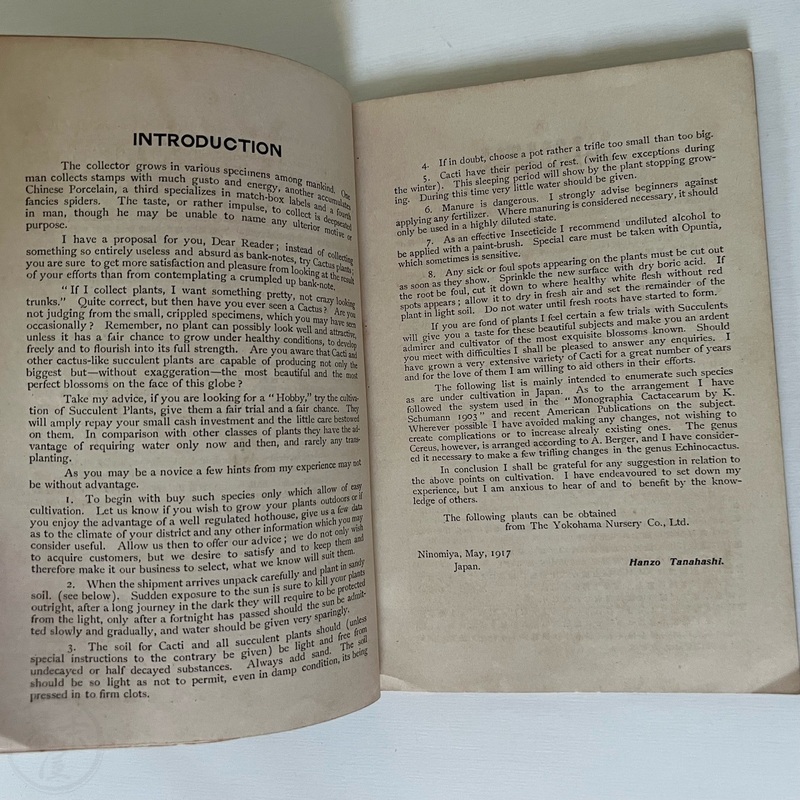 INTRODUCTION
The collector grows in various specimens among mankind. One
man collects stamps with much gusto and energy, another accumulates
Chinese Porcelain, a third specializes in match-box labels and a fourth
fancies spiders. The taste, or rather impulse, to collect is deepseated
in man, though he may be unable to name any ulterior motive or
purpose.
I have a proposal for you, Dear Reader; instead of collecting
something so entirely useless and absurd as bank-notes, try Cactus plants;
you are sure to get more satisfaction and pleasure from looking at the result
of your efforts than from contemplating a crumpled up bank-note.
" If I collect plants, I want something pretty, not crazy looking
trunks." Quite correct, but then have you ever seen a Cactus? Are you
not judging from the small, crippled specimens, which you may have seen
occasionally? Remember, no plant can possibly look well and attractive,
unless it has a fair chance to grow under healthy conditions, to develop
freely and to flourish into its full strength. Are you aware that Cacti and
other cactus-like succulent plants are capable of producing not only the
biggest but—without exaggeration—the most beautiful and the most
perfect blossoms on the face of this globe?
Take my advice, if you are looking for a "Hobby," try the cultiva-
tion of Succulent Plants, give them a fair trial and a fair chance. They
will amply repay your small cash investment and the little care bestowed
on them. In comparison with other classes of plants they have the ad-
vantage of requiring water only now and then, and rarely any trans-
planting.
As you may be a novice a few hints from my experience may not
be without advantage.
1. To begin with buy such species only which allow of easy
cultivation. Let us know if you wish to grow your plants outdoors or if
you enjoy the advantage of a well regulated hothouse, give us a few data
as to the climate of your district and any other information which you may
consider useful. Allow us then to offer our advice; we do not only wish
to acquire customers, but we desire to satisfy and to keep them and
therefore make it our business to select, what we know will suit them.
2. When the shipment arrives unpack carefully and plant in sandy
soil. (see below). Sudden exposure to the sun is sure to kill your plants
outright, after a long journey in the dark they will require to be protected
from the light, only after a fortnight has passed should the sun be admit-
ted slowly and gradually, and water should be given very sparingly.
3. The soil for Cacti and all succulent plants should (unless
special instructions to the contrary be given) be light and free from
undecayed or half decayed substances. Always add sand. The soil
should be so light as not to permit, even in damp condition, its being
pressed in to firm clots.
4. If in doubt, choose a pot rather a trifle too small than too big.
5. Cacti have their period of rest. (with few exceptions during
the winter). This sleeping period will show by the plant stopping grow-
ing. During this time very little water should be given.
6. Manure is dangerous. I strongly advise beginners against
applying any fertilizer. Where manuring is considered necessary, it should
only be used in a highly diluted state.
7. As an effective Insecticide I recommend undiluted alcohol to
be applied with a paint-brush. Special care must be taken with Opuntia,
which sometimes is sensitive.
8. Any sick or foul spots appearing on the plants must be cut out
as soon as they show. Sprinkle the new surface with dry boric acid. If
the root be foul, cut it down to where healthy white flesh without red
spots appears; allow it to dry in fresh air and set the remainder of the
plant in light soil. Do not water until fresh roots have started to form.
If you are fond of plants I feel certain a few trials with Succulents
will give you a taste for these beautiful subjects and make you an ardent
admirer and cultivator of the most exquisite blossoms known. Should
you meet with difficulties I shall be pleased to answer any enquiries. I
have grown a very extensive variety of Cacti for a great number of years
and for the love of them I am willing to aid others in their efforts.
The following list is mainly intended to enumerate such species
as are under cultivation in Japan. As to the arrangement I have
followed the system used in the "Monographia Cactacearum by K.
Schumann 1903" and recent American Publications on the subject.
Wherever possible I have avoided making any changes, not wishing to
create complications or to increase alrealy existing ones. The genus
Cereus, however, is arranged according to A. Berger, and I have consider-
ed it necessary to make a few trifling changes in the genus Echinocactus.
In conclusion I shall be grateful for any suggestion in relation to
the above points on cultivation. I have endeavoured to set down my
experience, but I am anxious to hear of and to benefit by the know-
ledge of others.
The following plants can be obtained
from The Yokohama Nursery Co., Ltd.
Ninomiya, May, 1917
Japan.
Hanzo Tanahashi.